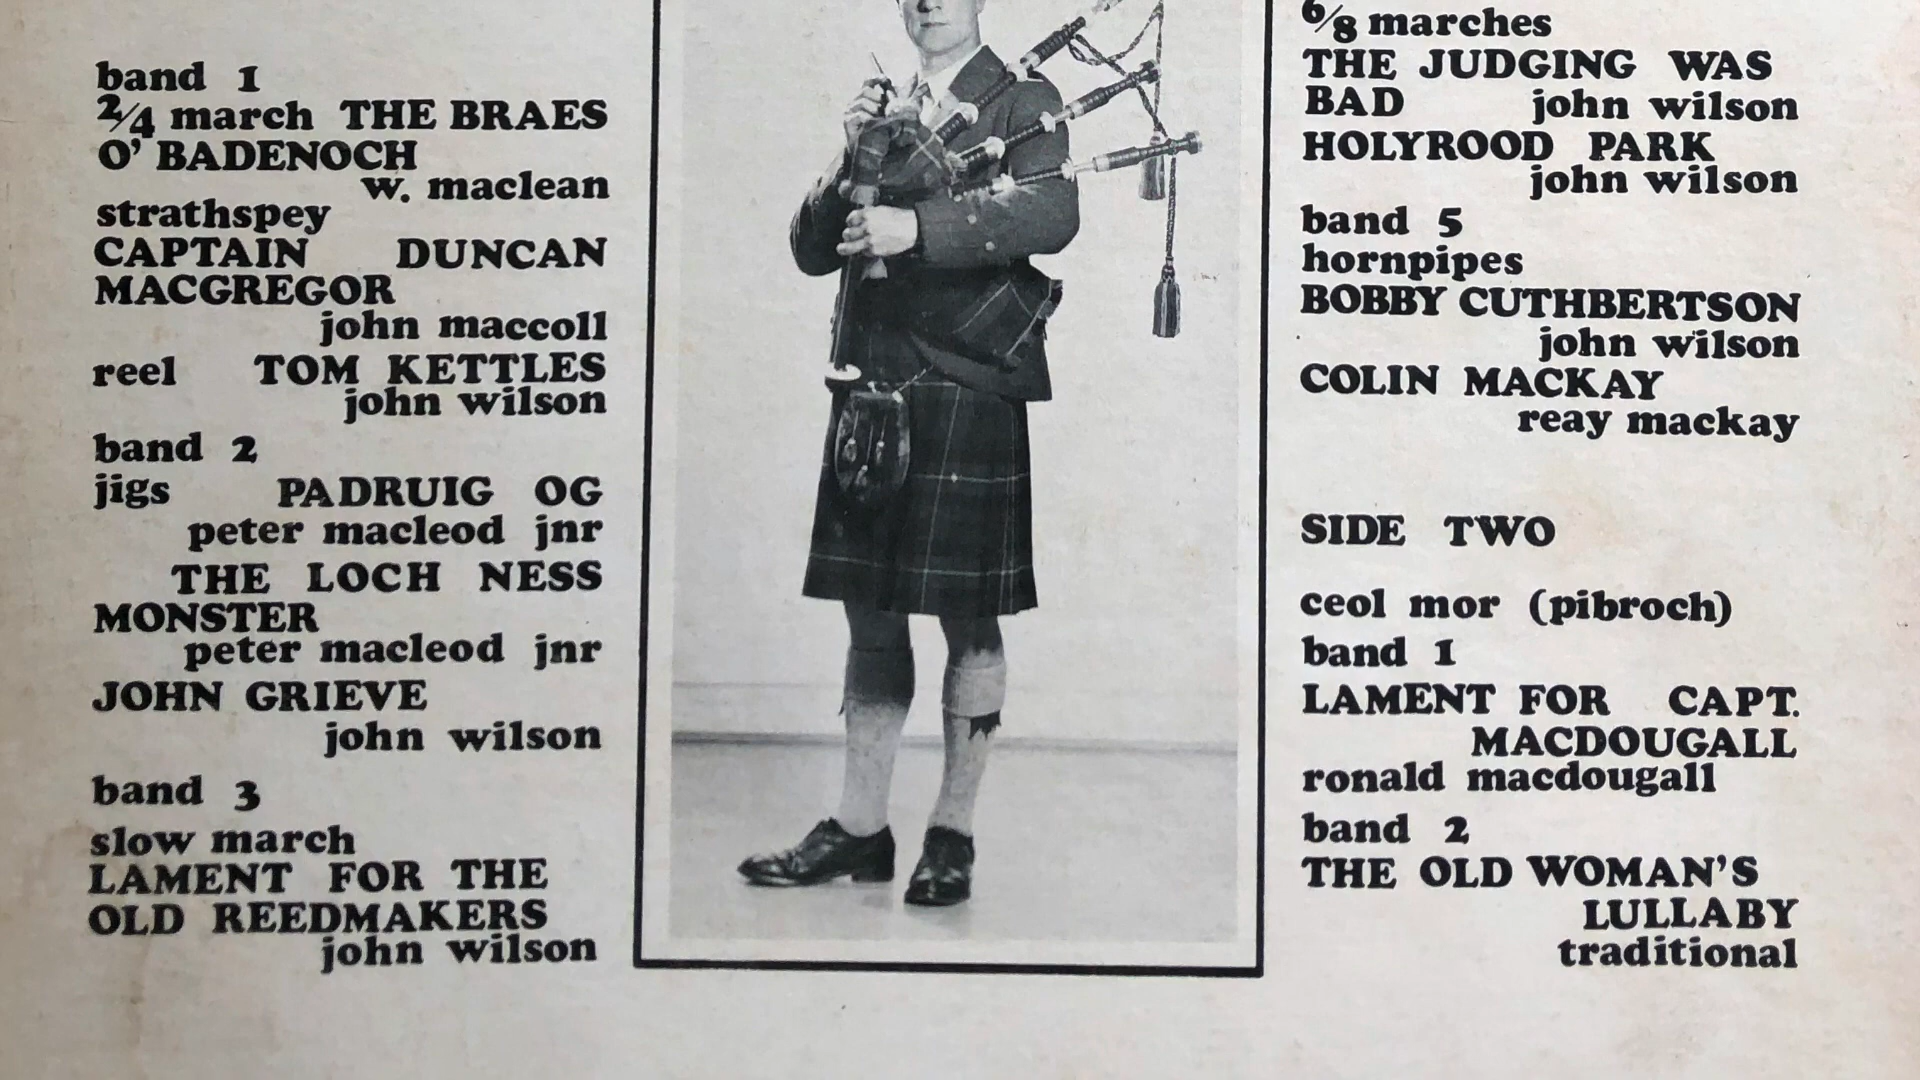 band 1
2/4 march THE BRAES
O' BADENOCH
w. maclean
strathspey
CAPTAIN DUNCAN
MACGREGOR
john maccoll
reel TOM KETTLES
john wilson
band 2
jigs PADRUIG OG
peter macleod jnr
THE LOCH NESS
MONSTER
peter macleod jnr
JOHN GRIEVE
john wilson
band 3
slow march
LAMENT FOR THE
OLD REEDMAKERS
john wilson
6/8 marches
THE JUDGING WAS
BAD john wilson
HOLYROOD PARK
john wilson
band 5
hornpipes
BOBBY CUTHBERTSON
john wilson
COLIN MACKAY
reay mackay
SIDE TWO
ceol mor (pibroch)
band 1
LAMENT FOR CAPT.
MACDOUGALL
ronald macdougall
band 2
THE OLD WOMAN'S
LULLABY
traditional